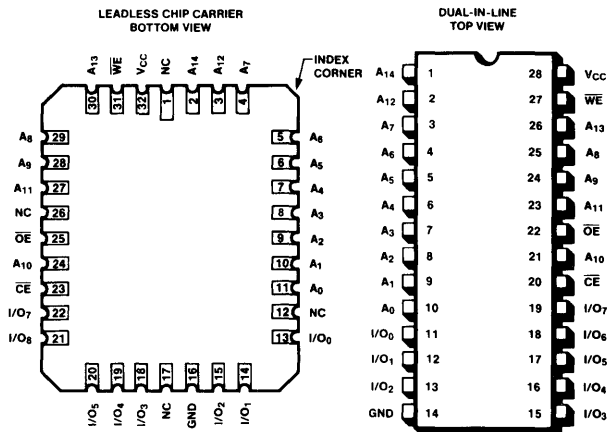 LEADLESS CHIP CARRIER
BOTTOM VIEW
INDEX
CORNER
A13 WE VCC NC A14 A12 A7
30 31 32 1 2 3 4
A8 29
A9 28
A11 27
NC 26
OE 25
A10 24
CE 23
I/O7 22
I/O8 21
5 A6
6 A5
7 A4
8 A3
9 A2
10 A1
11 A0
12 NC
13 I/O0
20 19 18 17 16 15 14
I/O5 I/O4 I/O3 NC GND I/O2 I/O1
DUAL-IN-LINE
TOP VIEW
A14 1 28 VCC
A12 2 27 WE
A7 3 26 A13
A6 4 25 A8
A5 5 24 A9
A4 6 23 A11
A3 7 22 OE
A2 8 21 A10
A1 9 20 CE
A0 10 19 I/O7
I/O0 11 18 I/O6
I/O1 12 17 I/O5
I/O2 13 16 I/O4
GND 14 15 I/O3